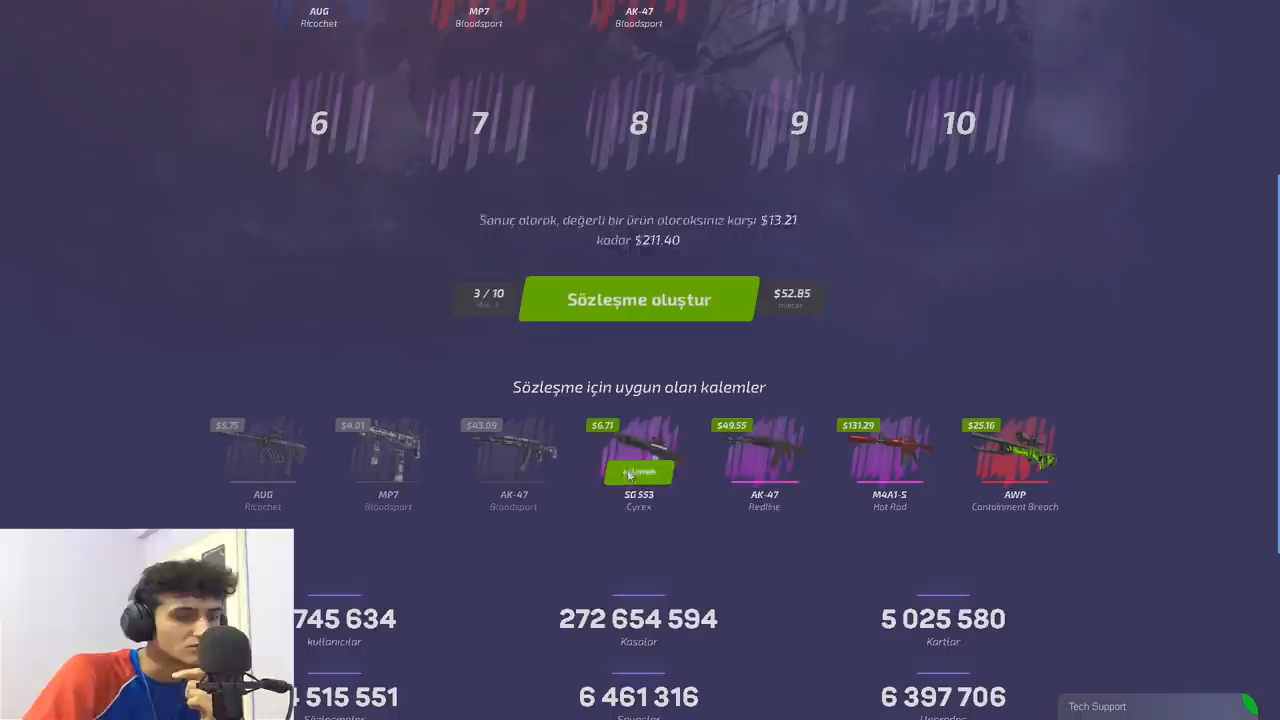 AUG
Ricochet
MP7
Bloodsport
AK-47
Bloodsport
6
7
8
9
10
Sonuç olarak, değerli bir ürün alacaksınız karşı $13.21
kadar $211.40
3 / 10
Sözleşme oluştur
$52.85
Sözleşme için uygun olan kalemler
$5.75
$4.01
$43.09
$6.71
$49.55
$131.29
$25.16
AUG
Ricochet
MP7
Bloodsport
AK-47
Bloodsport
SG 553
Cyrex
AK-47
Redline
M4A1-S
Hot Rod
AWP
Containment Breach
745 634
kullanıcılar
272 654 594
Kasalar
5 025 580
Kartlar
515 551
6 461 316
6 397 706
Tech Support